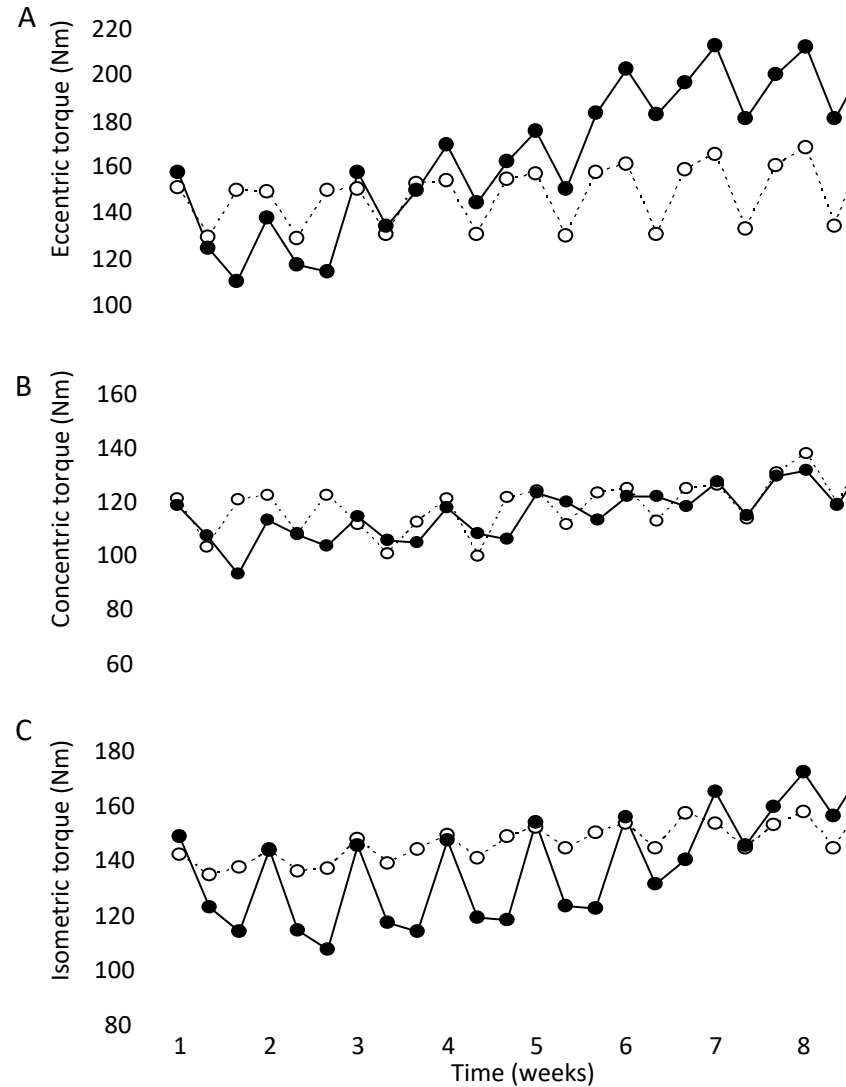 A
Eccentric torque (Nm)
220
200
180
160
140
120
100
B
Concentric torque (Nm)
160
140
120
100
80
60
C
Isometric torque (Nm)
180
160
140
120
100
80
1 2 3 4 5 6 7 8
Time (weeks)